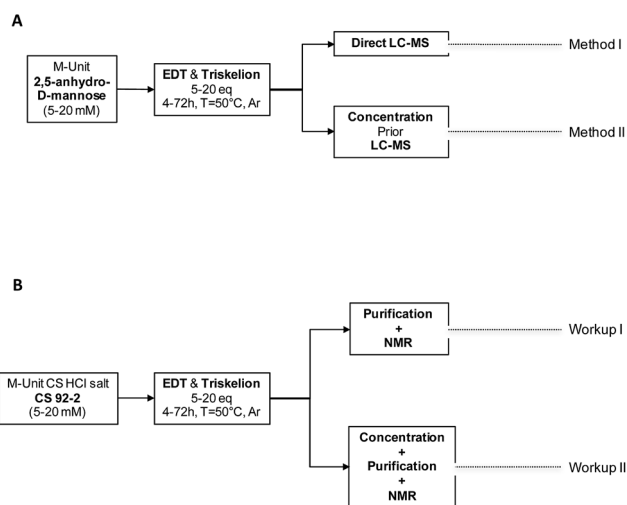 A
M-Unit
2,5-anhydro-
D-mannose
(5-20 mM)
EDT & Triskelion
5-20 eq
4-72h, T=50°C, Ar
Direct LC-MS
Method I
Concentration
Prior
LC-MS
Method II
B
M-Unit CS HCl salt
CS 92-2
(5-20 mM)
EDT & Triskelion
5-20 eq
4-72h, T=50°C, Ar
Purification
+
NMR
Workup I
Concentration
+
Purification
+
NMR
Workup II